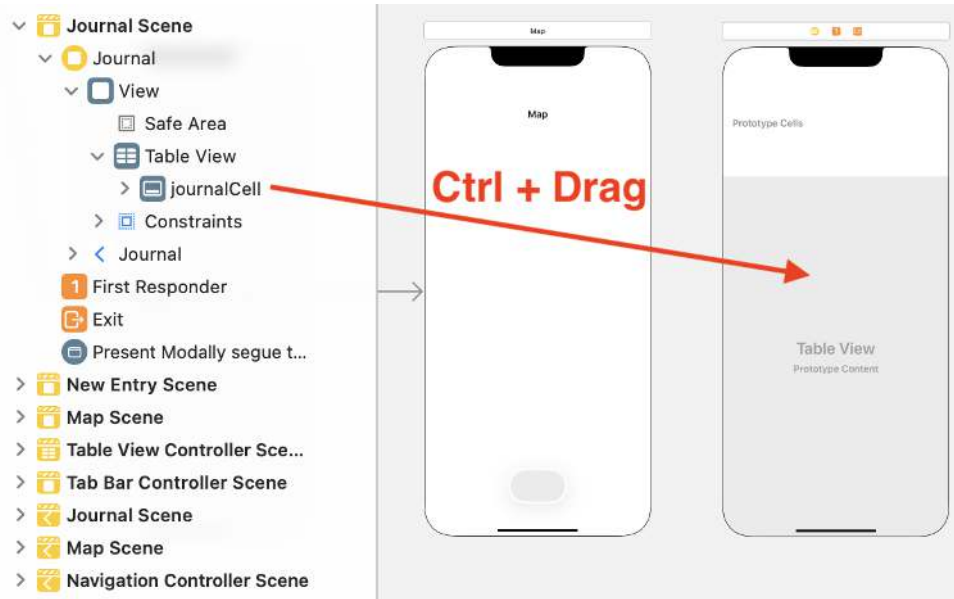 Journal Scene
Journal
View
Safe Area
Table View
journalCell
Constraints
Journal
1 First Responder
Exit
Present Modally segue t...
New Entry Scene
Map Scene
Table View Controller Sce...
Tab Bar Controller Scene
Journal Scene
Map Scene
Navigation Controller Scene
Map
Map
Ctrl + Drag
1
Prototype Cells
Table View
Prototype Content